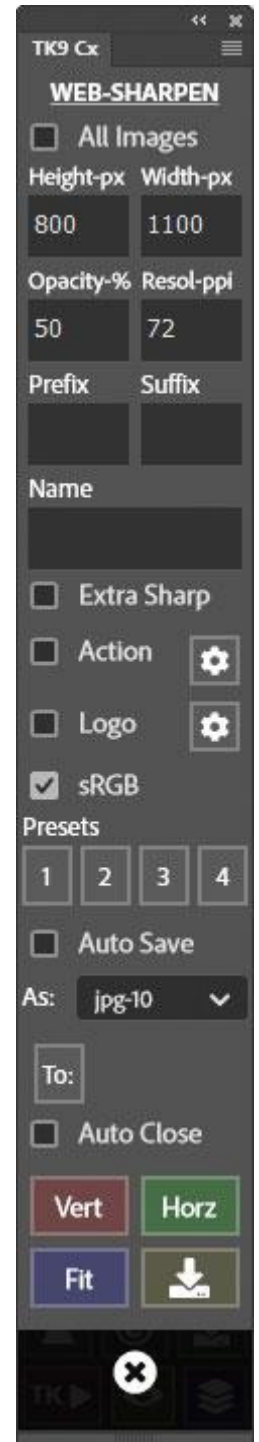 TK9 Cx
WEB-SHARPEN
All Images
Height-px Width-px
800 1100
Opacity-% Resol-ppi
50 72
Prefix Suffix
Name
Extra Sharp
Action
Logo
sRGB
Presets
1 2 3 4
Auto Save
As: jpg-10
To:
Auto Close
Vert Horz
Fit
TK